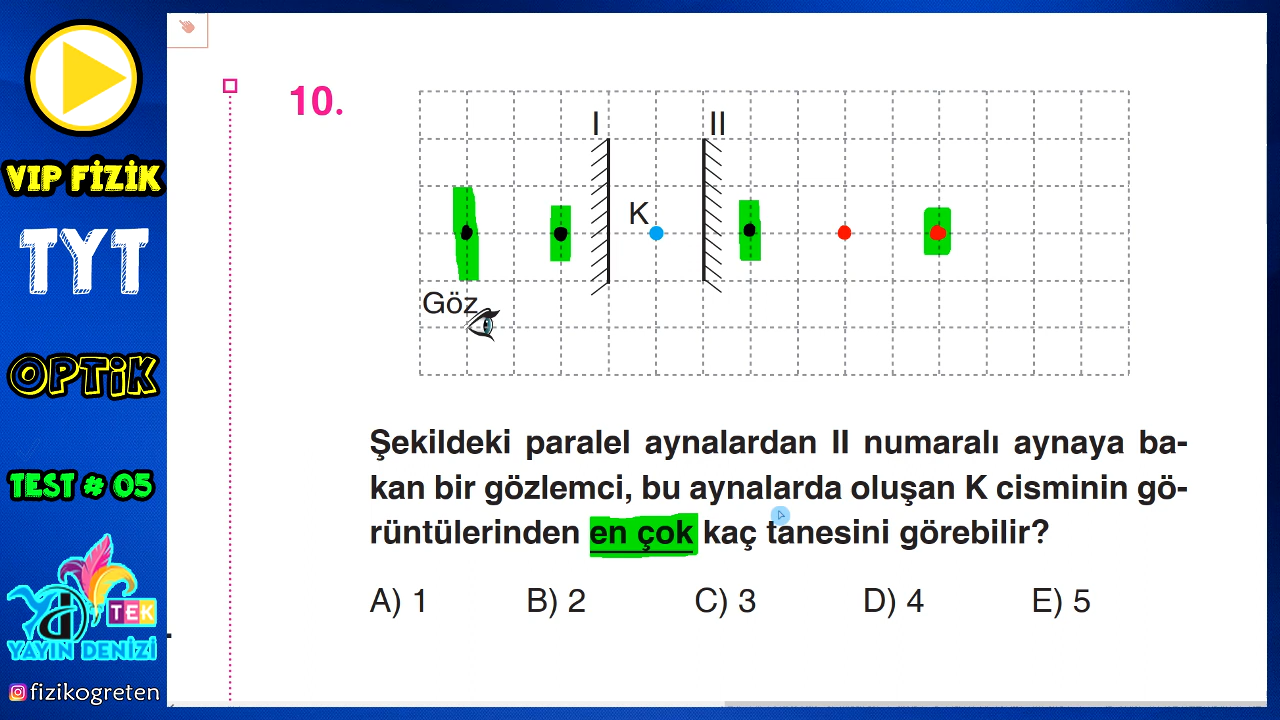 VIP FİZİK
TYT
OPTiK
TEST # 05
TEK
YAYIN DENİZİ
fizikogreten
10.
I
II
K
Göz
Şekildeki paralel aynalardan II numaralı aynaya ba-
kan bir gözlemci, bu aynalarda oluşan K cisminin gö-
rüntülerinden en çok kaç tanesini görebilir?
A) 1 B) 2 C) 3 D) 4 E) 5